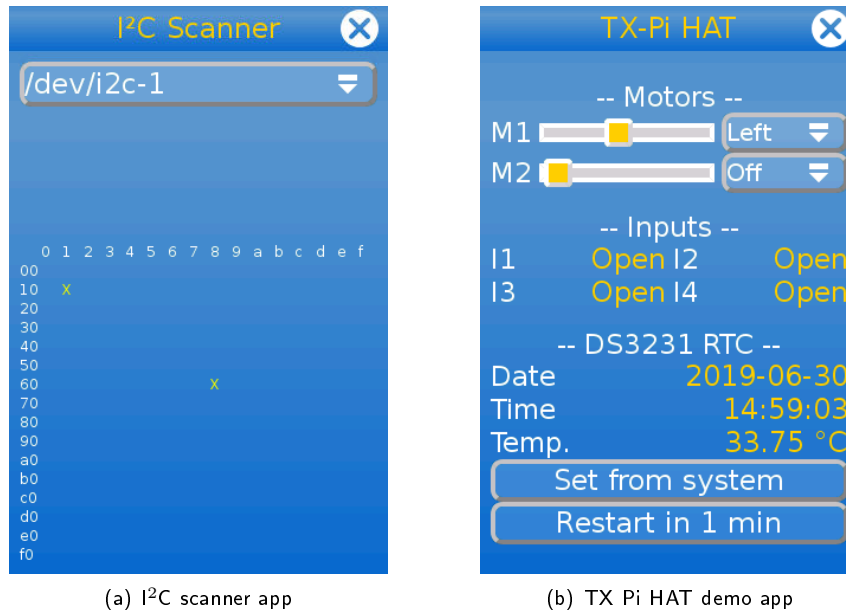 I²C Scanner
/dev/i2c-1
0 1 2 3 4 5 6 7 8 9 a b c d e f
00
10 X
20
30
40
50
60 X
70
80
90
a0
b0
c0
d0
e0
f0
(a) I²C scanner app
TX-Pi HAT
-- Motors --
M1 Left
M2 Off
-- Inputs --
I1 Open I2 Open
I3 Open I4 Open
-- DS3231 RTC --
Date 2019-06-30
Time 14:59:03
Temp. 33.75 °C
Set from system
Restart in 1 min
(b) TX Pi HAT demo app